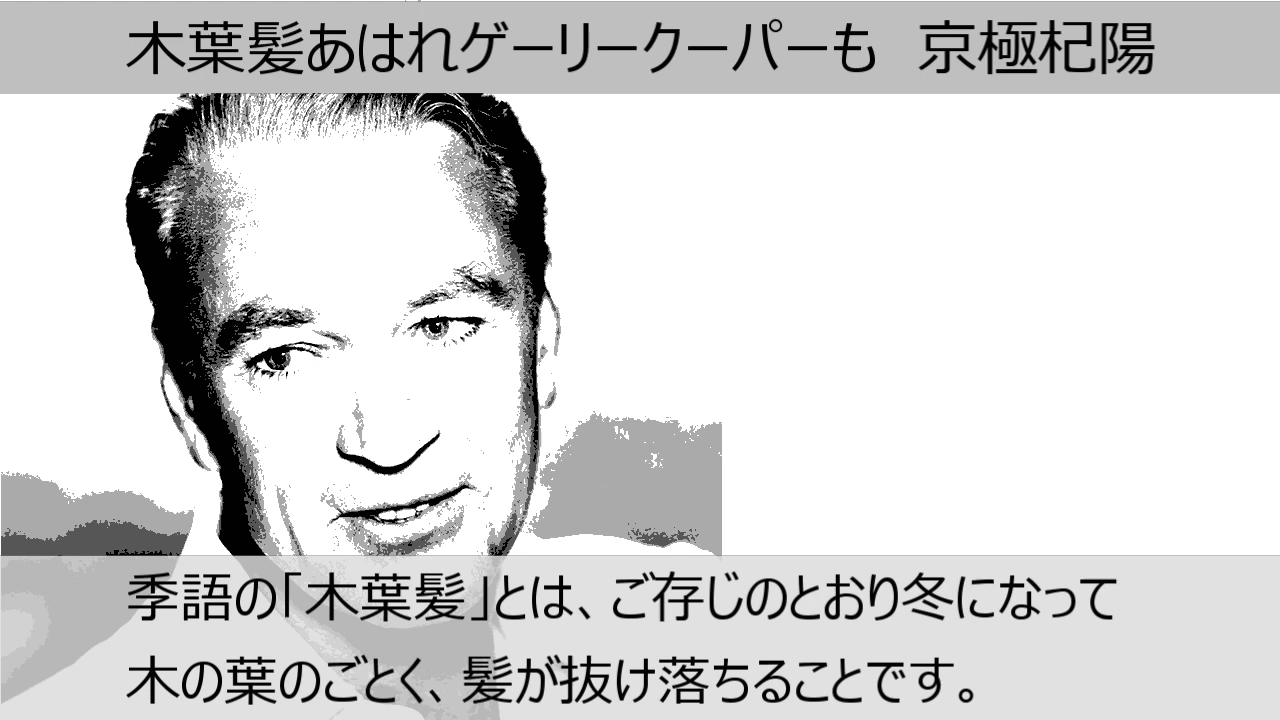 木葉髪あはれゲーリークーパーも　京極杞陽
季語の「木葉髪」とは、ご存じのとおり冬になって
木の葉のごとく、髪が抜け落ちることです。